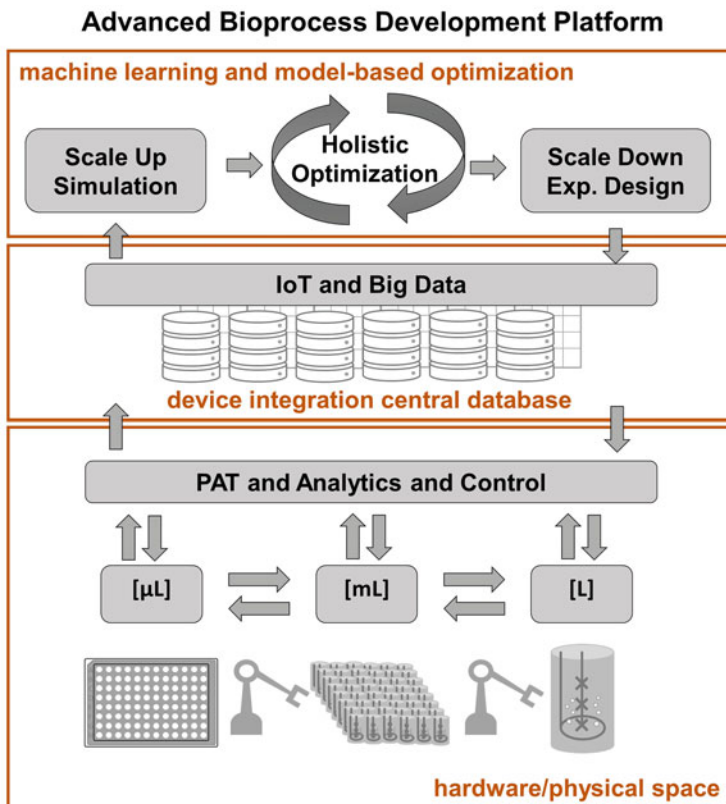 Advanced Bioprocess Development Platform
machine learning and model-based optimization
Scale Up
Simulation
Holistic
Optimization
Scale Down
Exp. Design
IoT and Big Data
device integration central database
PAT and Analytics and Control
[µL]
[mL]
[L]
hardware/physical space